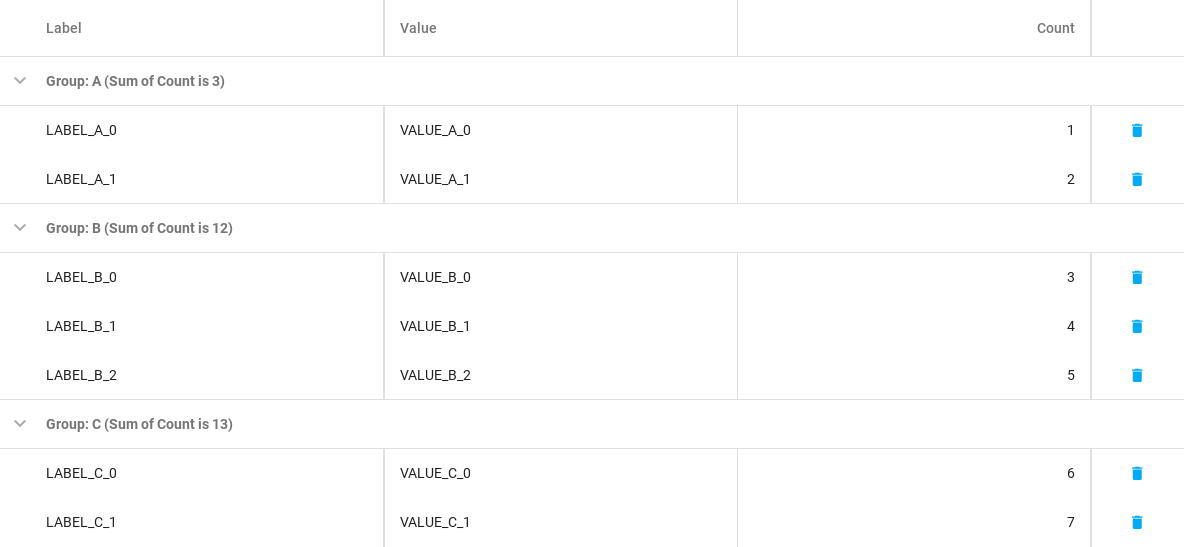 Label Value Count
Group: A (Sum of Count is 3)
LABEL_A_0 VALUE_A_0 1
LABEL_A_1 VALUE_A_1 2
Group: B (Sum of Count is 12)
LABEL_B_0 VALUE_B_0 3
LABEL_B_1 VALUE_B_1 4
LABEL_B_2 VALUE_B_2 5
Group: C (Sum of Count is 13)
LABEL_C_0 VALUE_C_0 6
LABEL_C_1 VALUE_C_1 7